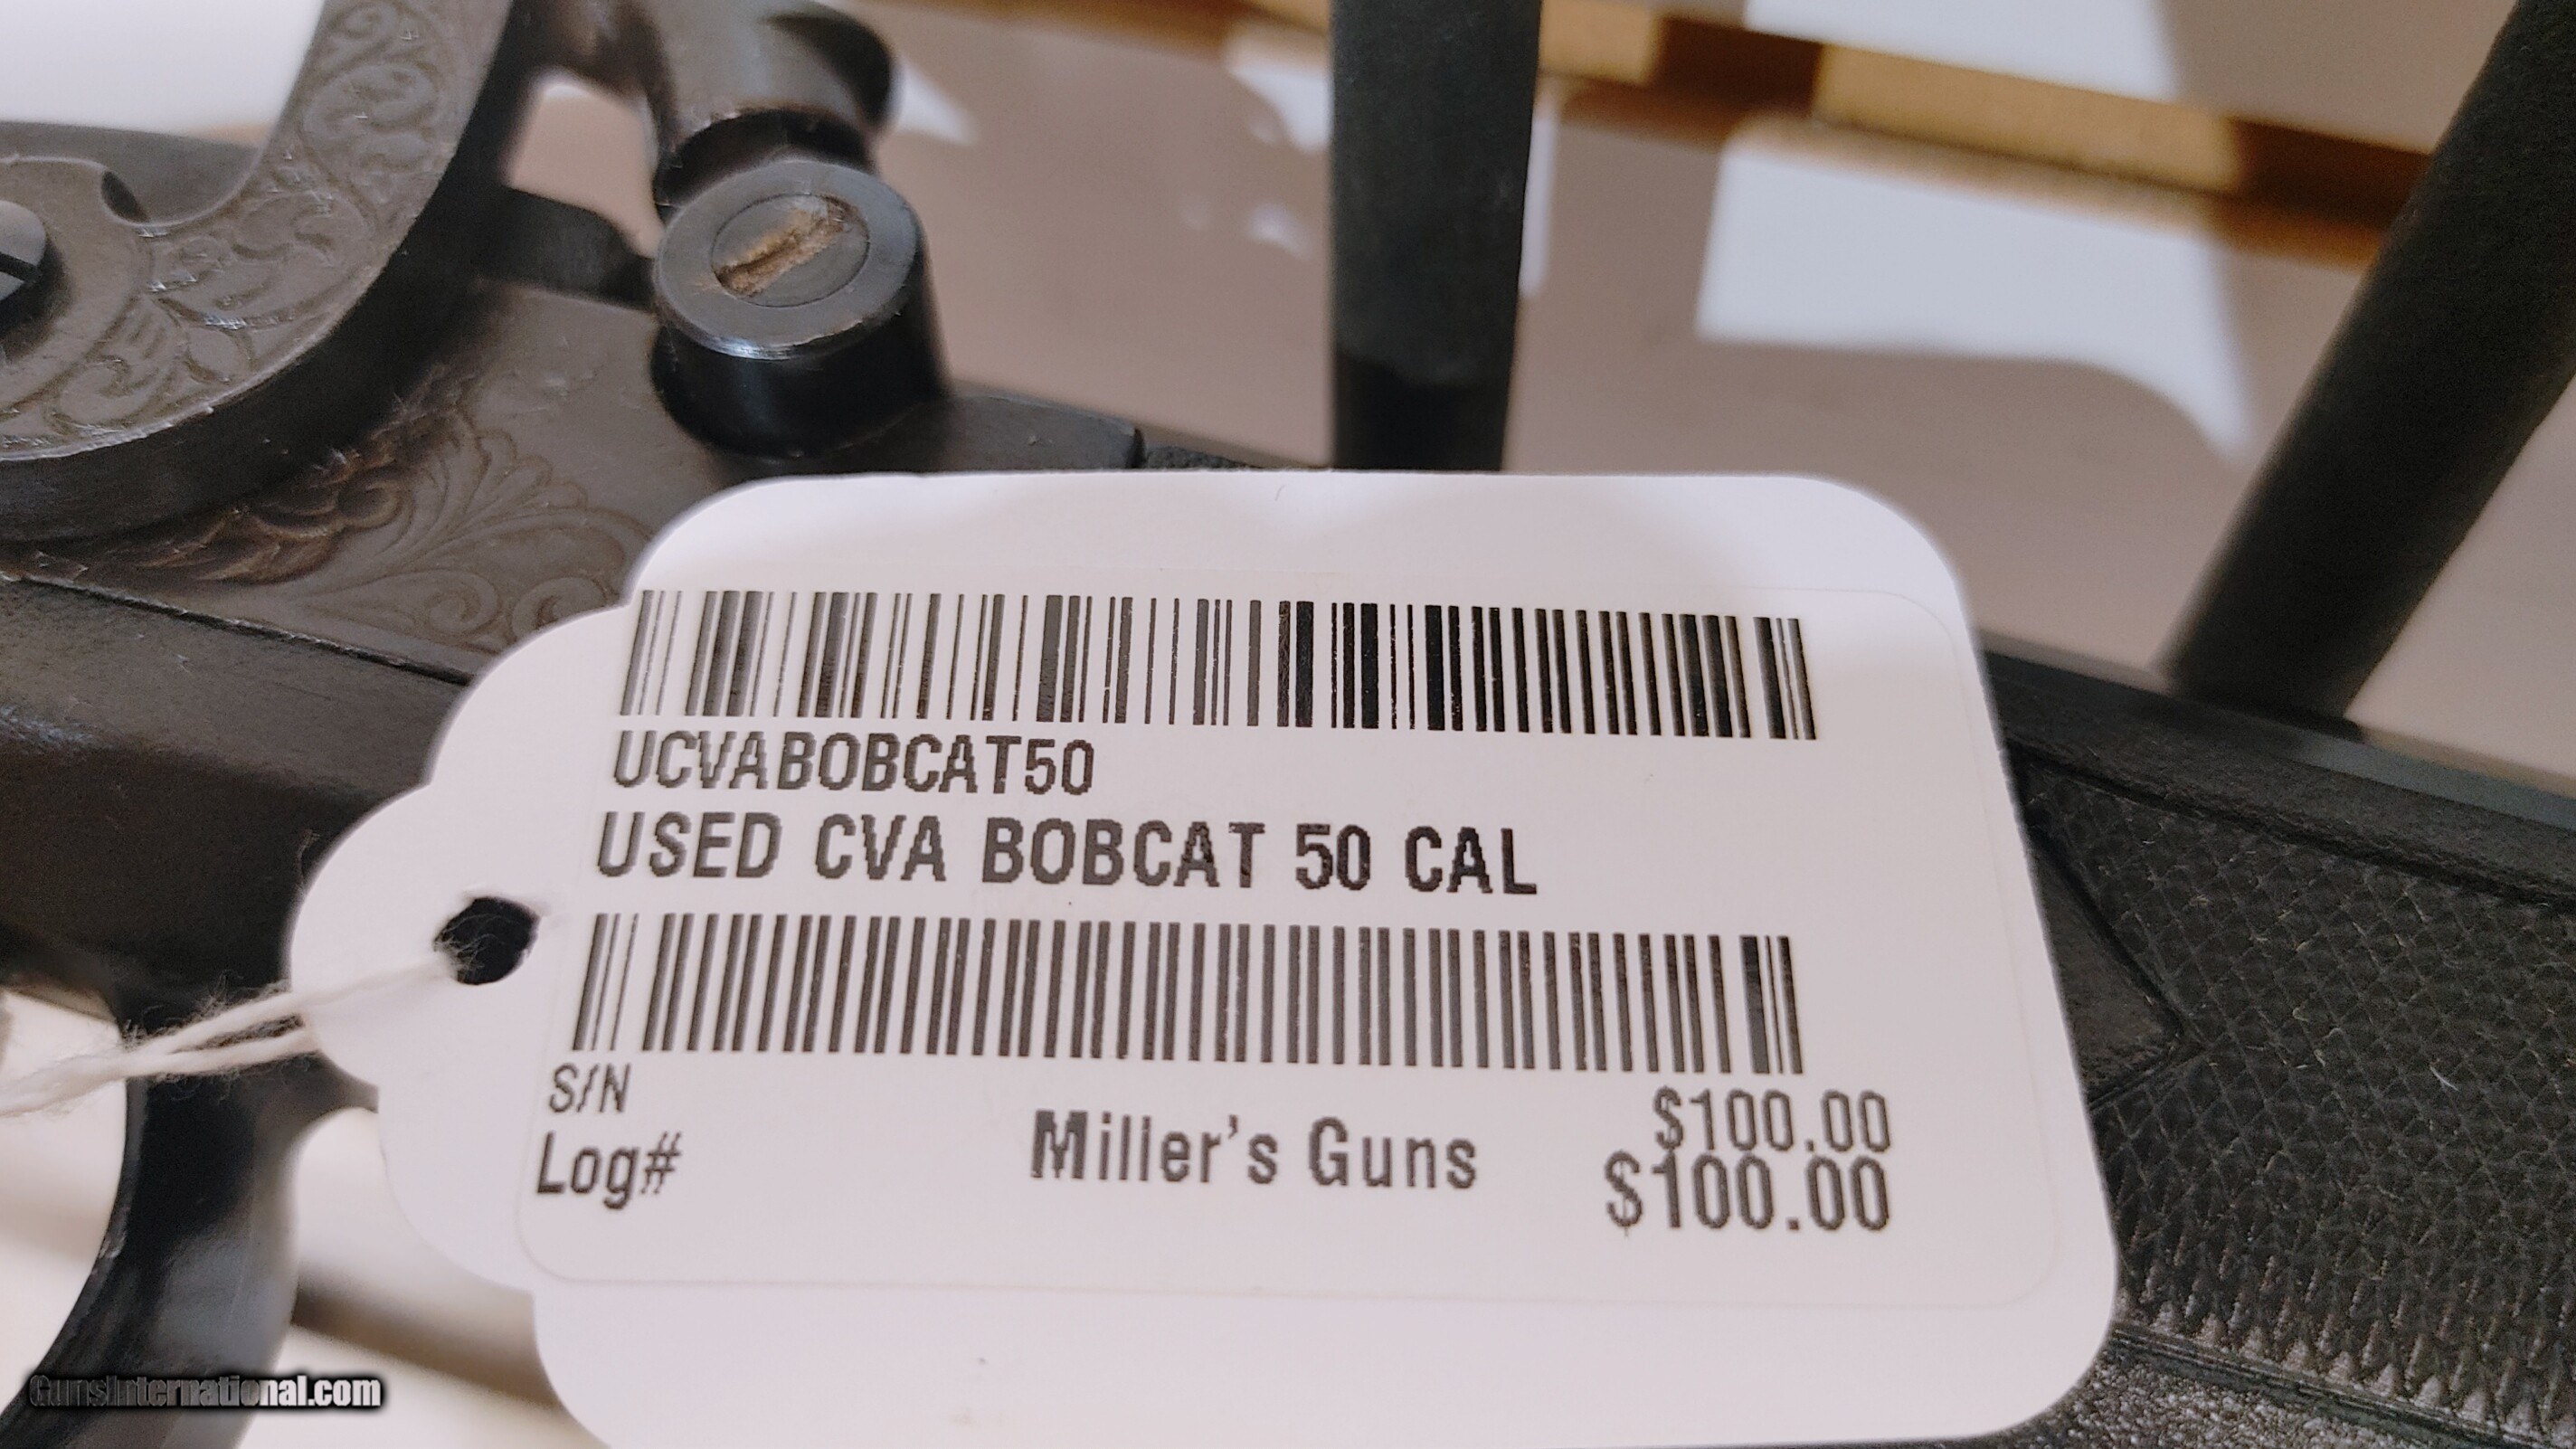 UCVABOBCAT50
USED CVA BOBCAT 50 CAL
S/N
$100.00
Log#
Miller's Guns
$100.00
GunsInternational.com